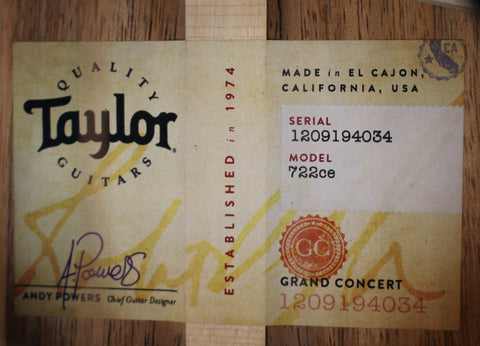 QUALITY
Taylor
GUITARS
A Powers
ANDY POWERS Chief Guitar Designer
ESTABLISHED in 1974
CA
MADE in EL CAJON,
CALIFORNIA, USA
SERIAL
1209194034
MODEL
722ce
GC
GRAND CONCERT
1209194034